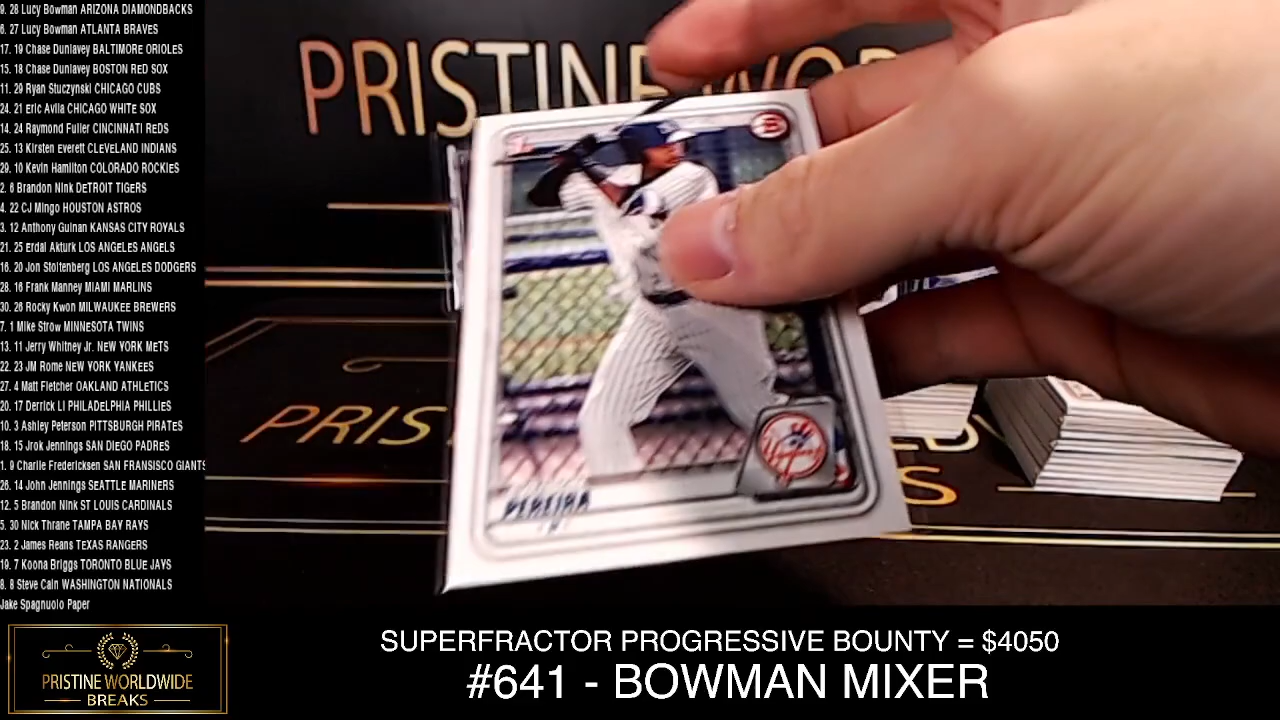 9. 28 Lucy Bowman ARIZONA DIAMONDBACKS
6. 27 Lucy Bowman ATLANTA BRAVES
17. 19 Chase Dunlavey BALTIMORE ORIOLES
15. 18 Chase Dunlavey BOSTON RED SOX
11. 29 Ryan Stuczynski CHICAGO CUBS
24. 21 Eric Avila CHICAGO WHITE SOX
14. 24 Raymond Fuller CINCINNATI REDS
25. 13 Kirsten Everett CLEVELAND INDIANS
29. 10 Kevin Hamilton COLORADO ROCKIES
2. 6 Brandon Nink DETROIT TIGERS
4. 22 CJ Mingo HOUSTON ASTROS
3. 12 Anthony Guinan KANSAS CITY ROYALS
21. 25 Erdal Akturk LOS ANGELES ANGELS
16. 20 Jon Stoltenberg LOS ANGELES DODGERS
28. 16 Frank Manney MIAMI MARLINS
30. 26 Rocky Kwon MILWAUKEE BREWERS
7. 1 Mike Strow MINNESOTA TWINS
13. 11 Jerry Whitney Jr. NEW YORK METS
22. 23 JM Rome NEW YORK YANKEES
27. 4 Matt Fletcher OAKLAND ATHLETICS
20. 17 Derrick Li PHILADELPHIA PHILLIES
10. 3 Ashley Peterson PITTSBURGH PIRATES
18. 15 Jrok Jennings SAN DIEGO PADRES
1. 9 Charlie Fredericksen SAN FRANSISCO GIANTS
26. 14 John Jennings SEATTLE MARINERS
12. 5 Brandon Nink ST LOUIS CARDINALS
5. 30 Nick Thrane TAMPA BAY RAYS
23. 2 James Reans TEXAS RANGERS
19. 7 Koona Briggs TORONTO BLUE JAYS
8. 8 Steve Cain WASHINGTON NATIONALS
Jake Spagnuolo Paper
PRISTINE WOR
PRIS
PEREIRA
PRISTINE WORLDWIDE
BREAKS
SUPERFRACTOR PROGRESSIVE BOUNTY = $4050
#641 - BOWMAN MIXER